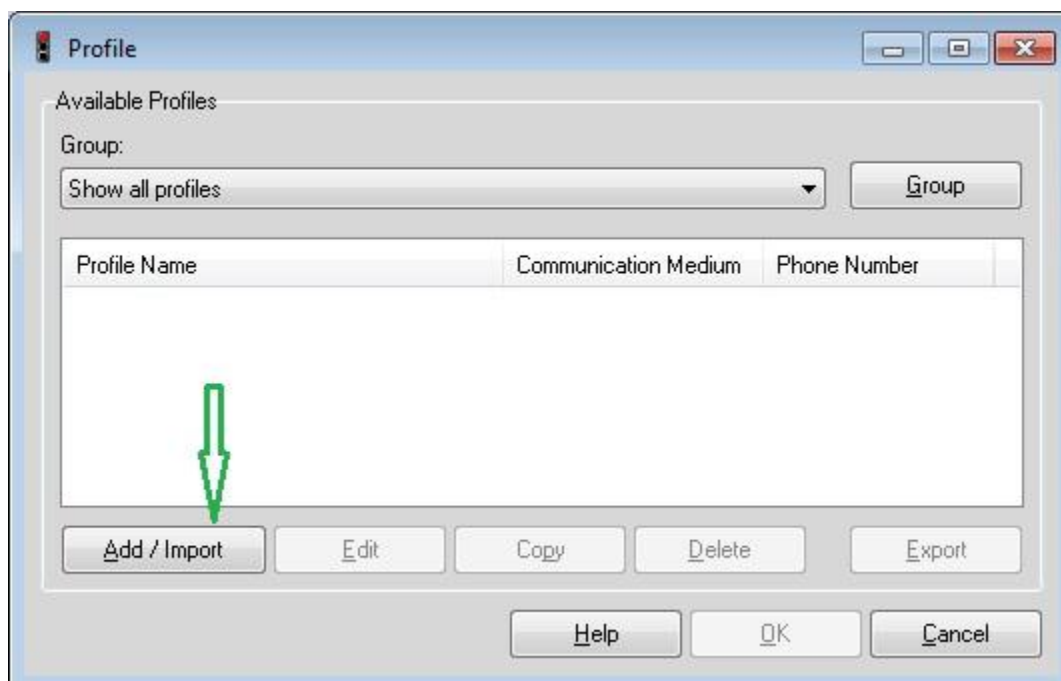 Profile
Available Profiles
Group:
Show all profiles
Group
Profile Name Communication Medium Phone Number
Add / Import Edit Copy Delete Export
Help OK Cancel